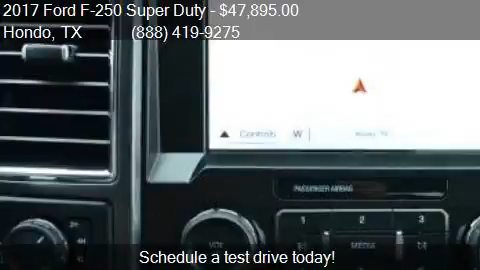 2017 Ford F-250 Super Duty - $47,895.00
Hondo, TX (888) 419-9275
Controls W
PASSENGER AIRBAG
1 2 3
VOL MEDIA
Schedule a test drive today!